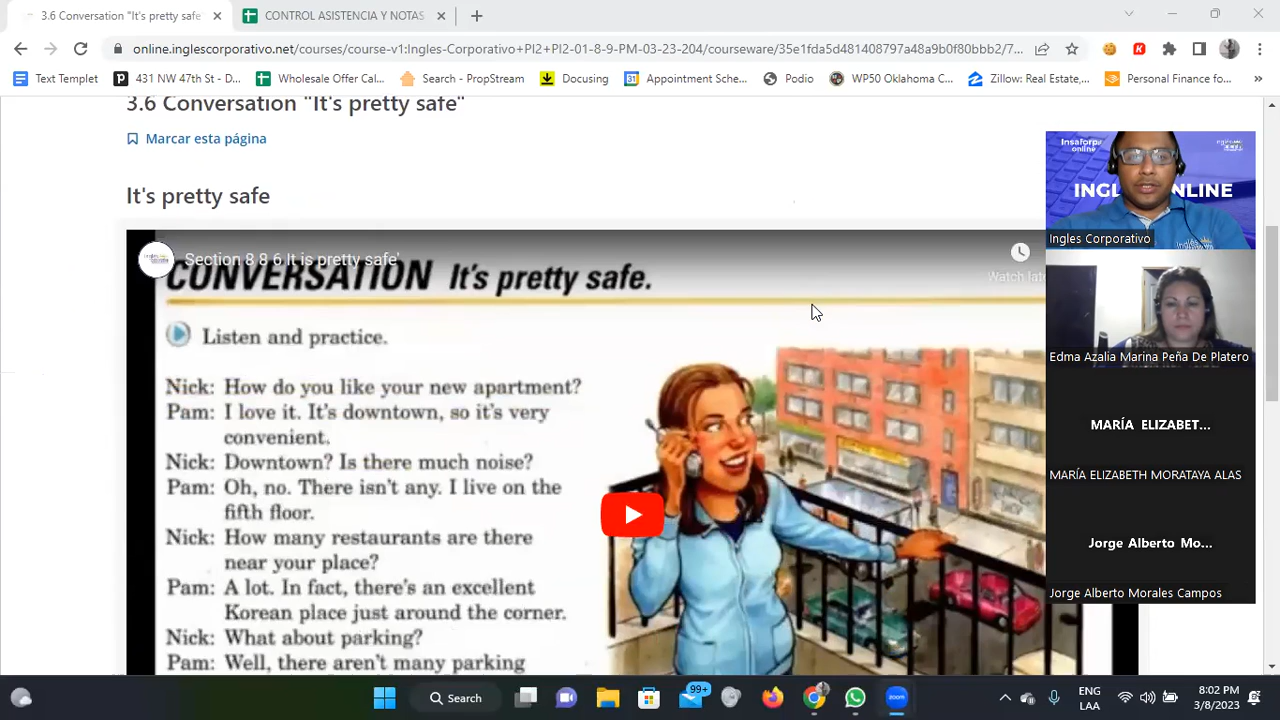 3.6 Conversation "It's pretty safe
CONTROL ASISTENCIA Y NOTAS
online.inglescorporativo.net/courses/course-v1:Ingles-Corporativo+PI2+PI2-01-8-9-PM-03-23-204/courseware/35e1fda5d481408797a48a9b0f80bbb2/7...
Text Templet
431 NW 47th St - D...
Wholesale Offer Cal...
Search - PropStream
Docusing
Appointment Sche...
Podio
WP50 Oklahoma C...
Zillow: Real Estate,...
Personal Finance fo...
3.6 Conversation "It's pretty safe"
Marcar esta página
It's pretty safe
Section 8 8 6 It is pretty safe'
Watch late
CONVERSATION It's pretty safe.
Listen and practice.
Nick: How do you like your new apartment?
Pam: I love it. It's downtown, so it's very
convenient.
Nick: Downtown? Is there much noise?
Pam: Oh, no. There isn't any. I live on the
fifth floor.
Nick: How many restaurants are there
near your place?
Pam: A lot. In fact, there's an excellent
Korean place just around the corner.
Nick: What about parking?
Pam: Well, there aren't many parking
Insaforp
online
Ingles Corporativo
Edma Azalia Marina Peña De Platero
MARÍA ELIZABET...
MARÍA ELIZABETH MORATAYA ALAS
Jorge Alberto Mo...
Jorge Alberto Morales Campos
Search
99+
zoom
ENG
LAA
8:02 PM
3/8/2023